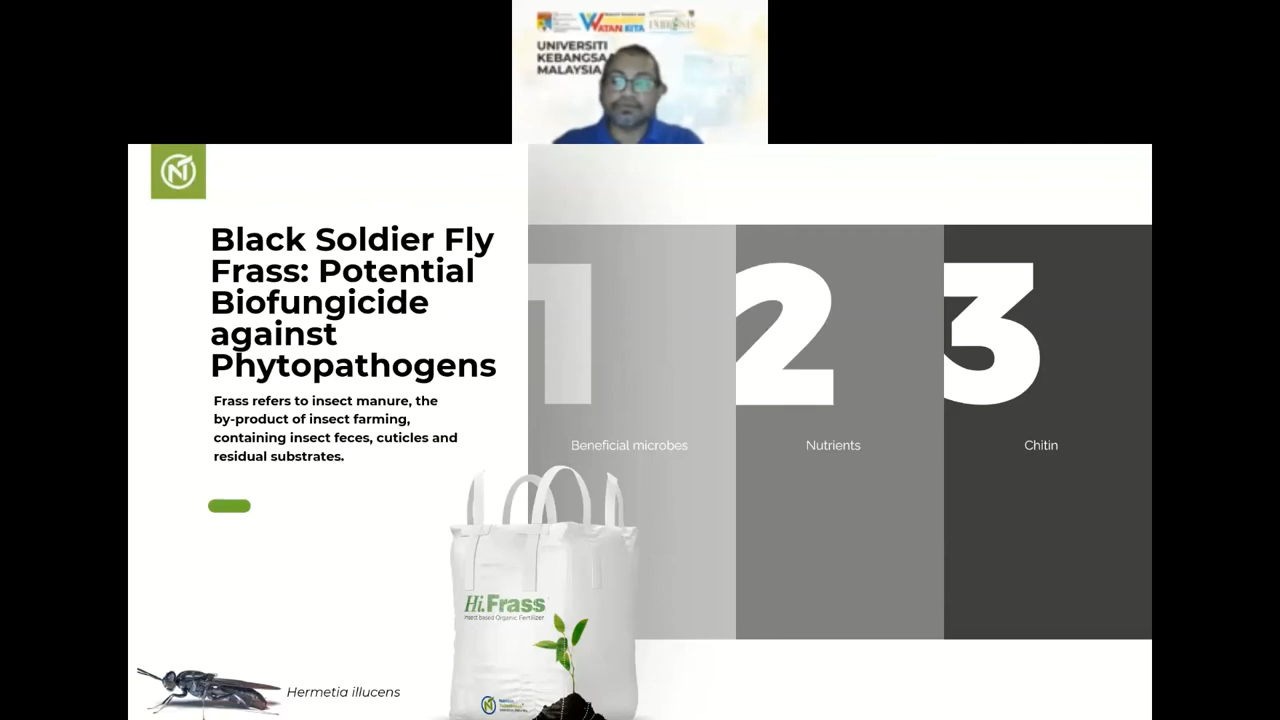 WATAN KITA
UNIVERSITI
KEBANGSA
MALAYSIA
Black Soldier Fly
Frass: Potential
Biofungicide
against
Phytopathogens
Frass refers to insect manure, the
by-product of insect farming,
containing insect feces, cuticles and
residual substrates.
1
2
3
Beneficial microbes
Nutrients
Chitin
Hi.Frass
Insect based Organic Fertilizer
Hermetia illucens